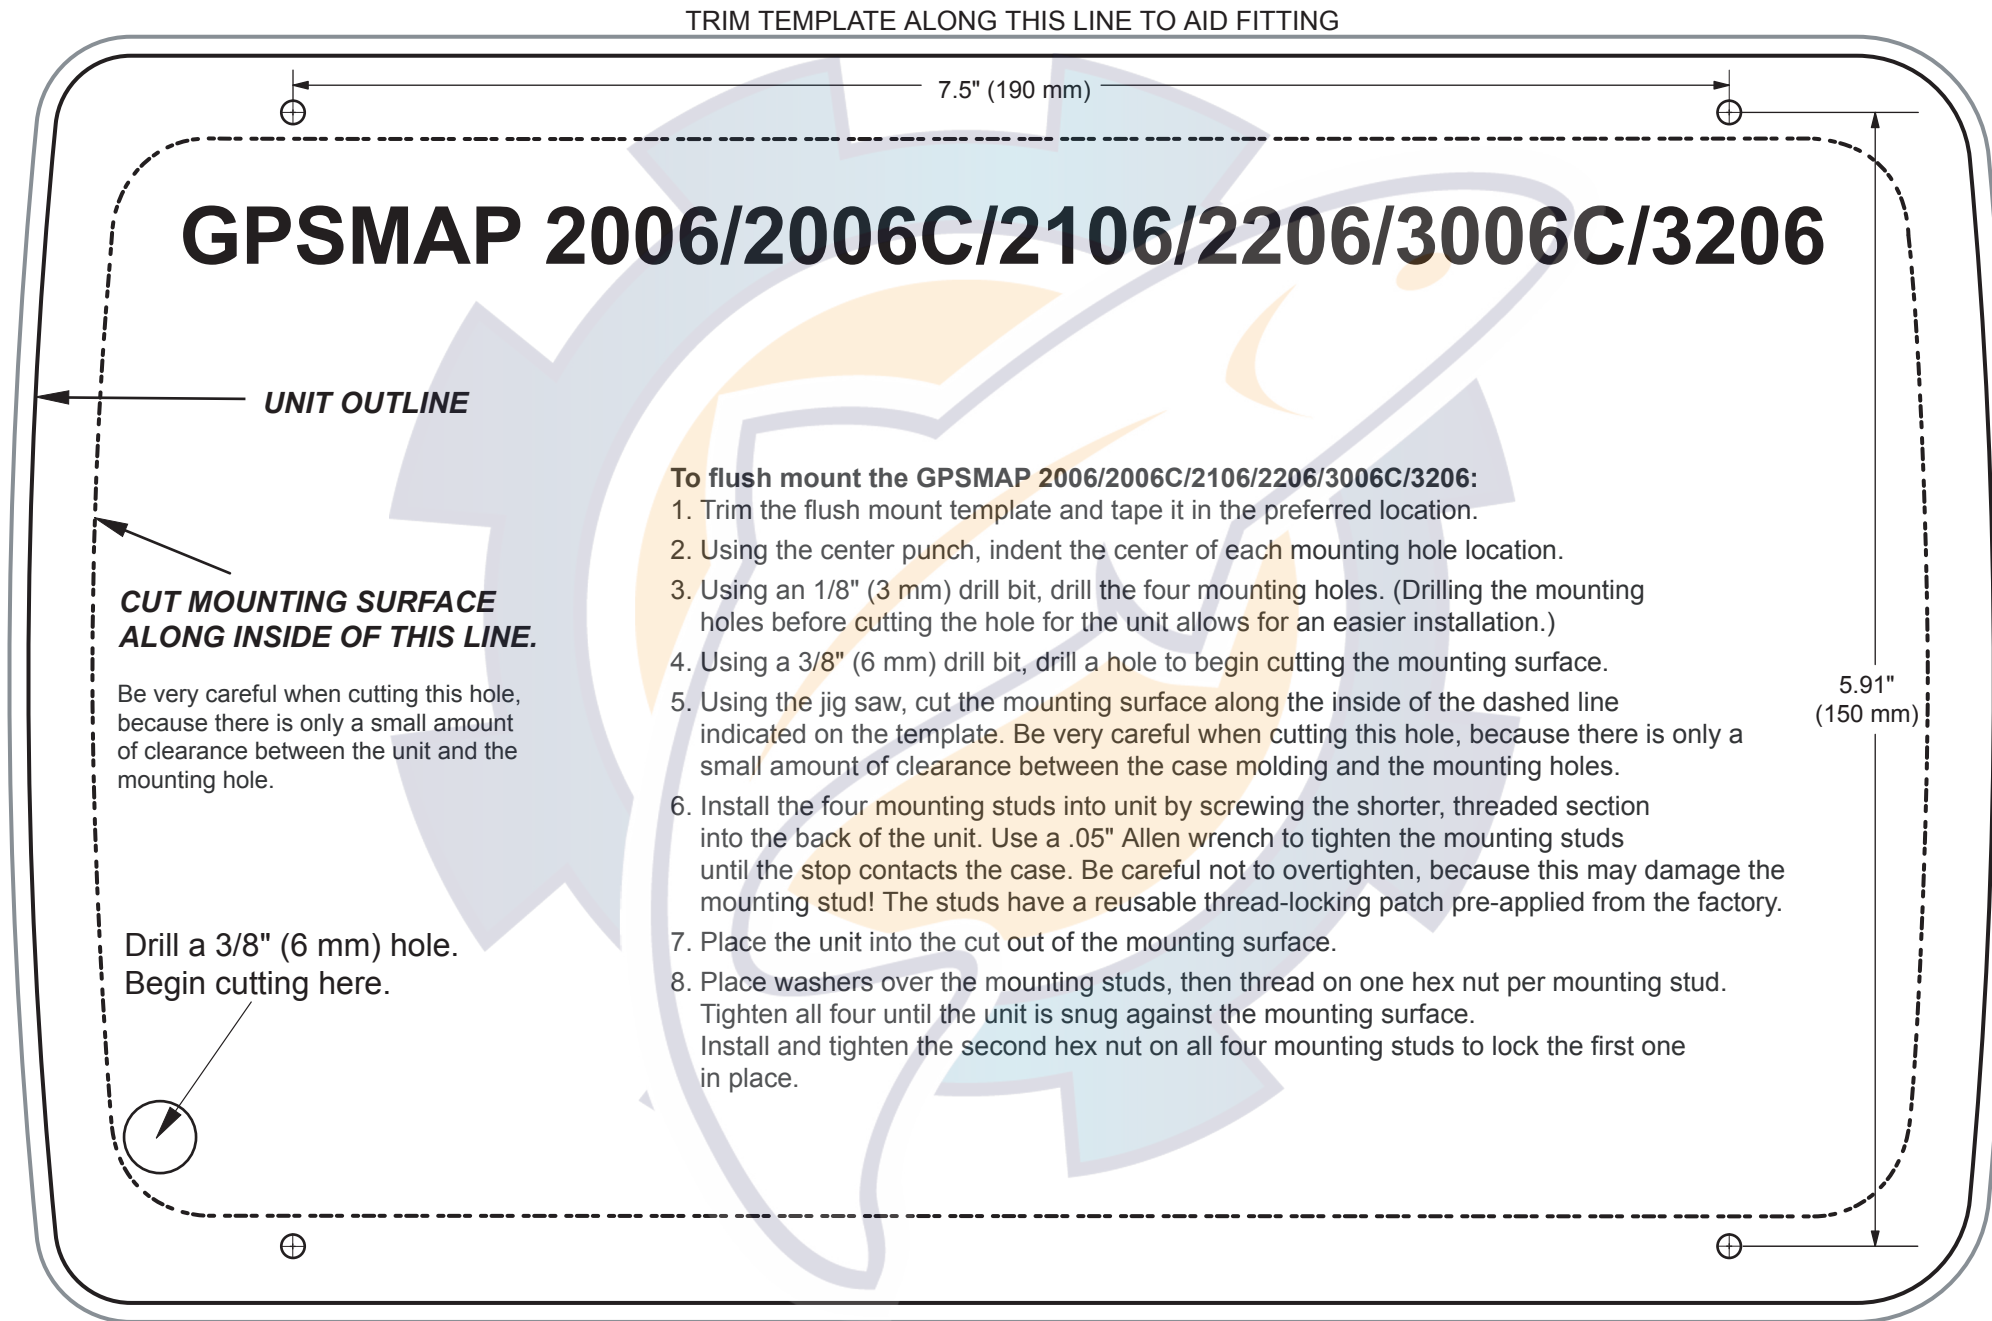 TRIM TEMPLATE ALONG THIS LINE TO AID FITTING
7.5" (190 mm)
GPSMAP 2006/2006C/2106/2206/3006C/3206
UNIT OUTLINE
CUT MOUNTING SURFACE
ALONG INSIDE OF THIS LINE.
Be very careful when cutting this hole,
because there is only a small amount
of clearance between the unit and the
mounting hole.
Drill a 3/8" (6 mm) hole.
Begin cutting here.
To flush mount the GPSMAP 2006/2006C/2106/2206/3006C/3206:
1. Trim the flush mount template and tape it in the preferred location.
2. Using the center punch, indent the center of each mounting hole location.
3. Using an 1/8" (3 mm) drill bit, drill the four mounting holes. (Drilling the mounting
holes before cutting the hole for the unit allows for an easier installation.)
4. Using a 3/8" (6 mm) drill bit, drill a hole to begin cutting the mounting surface.
5. Using the jig saw, cut the mounting surface along the inside of the dashed line
indicated on the template. Be very careful when cutting this hole, because there is only a
small amount of clearance between the case molding and the mounting holes.
6. Install the four mounting studs into unit by screwing the shorter, threaded section
into the back of the unit. Use a .05" Allen wrench to tighten the mounting studs
until the stop contacts the case. Be careful not to overtighten, because this may damage the
mounting stud! The studs have a reusable thread-locking patch pre-applied from the factory.
7. Place the unit into the cut out of the mounting surface.
8. Place washers over the mounting studs, then thread on one hex nut per mounting stud.
Tighten all four until the unit is snug against the mounting surface.
Install and tighten the second hex nut on all four mounting studs to lock the first one
in place.
5.91"
(150 mm)